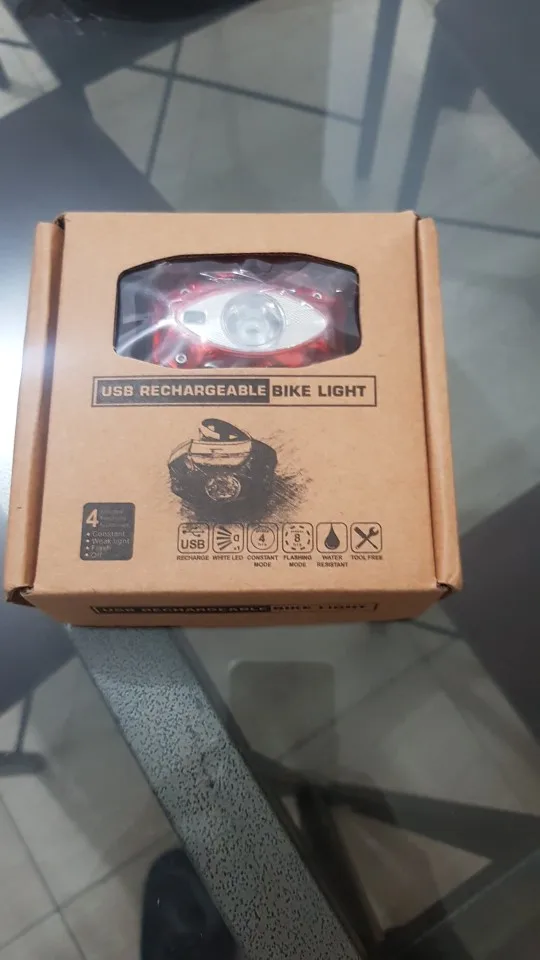 USB RECHARGEABLE BIKE LIGHT
4
★ Constant
★ Weak light
★ Flash
★ Off
USB
4
8
RECHARGE WHITE LED CONSTANT MODE FLASHING MODE WATER RESISTANT TOOL FREE
USB RECHARGEABLE BIKE LIGHT